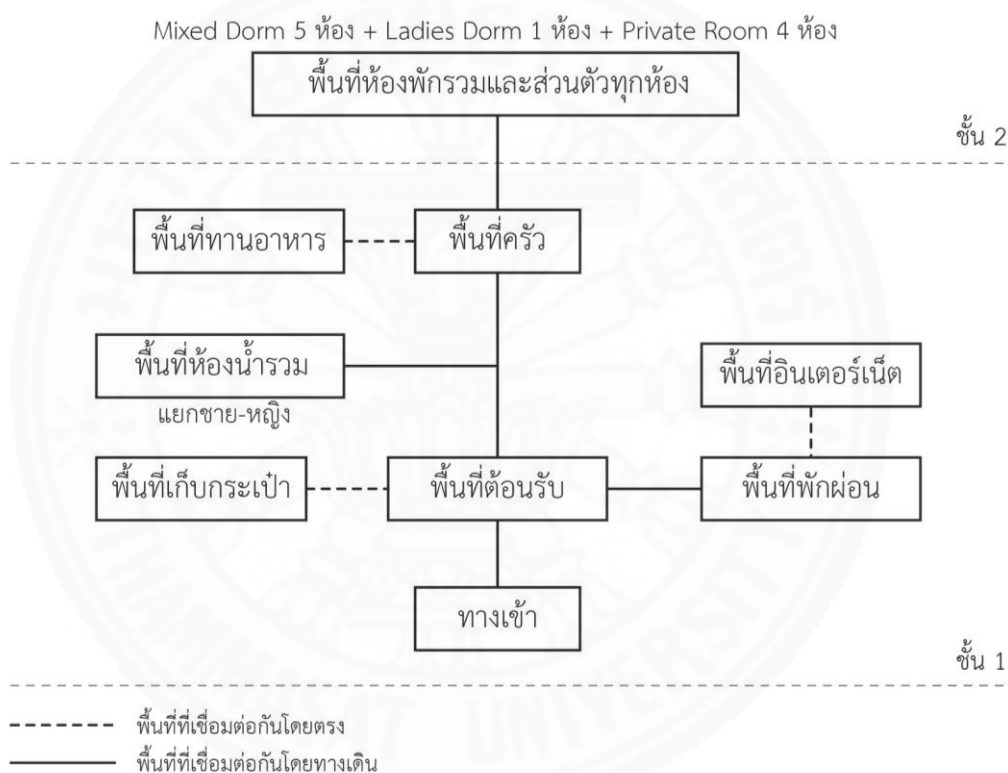 Mixed Dorm 5 ห้อง + Ladies Dorm 1 ห้อง + Private Room 4 ห้อง
พื้นที่ห้องพักรวมและส่วนตัวทุกห้อง
ชั้น 2
พื้นที่ทานอาหาร
พื้นที่ครัว
พื้นที่ห้องน้ำรวม
แยกชาย-หญิง
พื้นที่อินเตอร์เน็ต
พื้นที่เก็บกระเป๋า
พื้นที่ต้อนรับ
พื้นที่พักผ่อน
ทางเข้า
ชั้น 1
พื้นที่ที่เชื่อมต่อกันโดยตรง
พื้นที่ที่เชื่อมต่อกันโดยทางเดิน